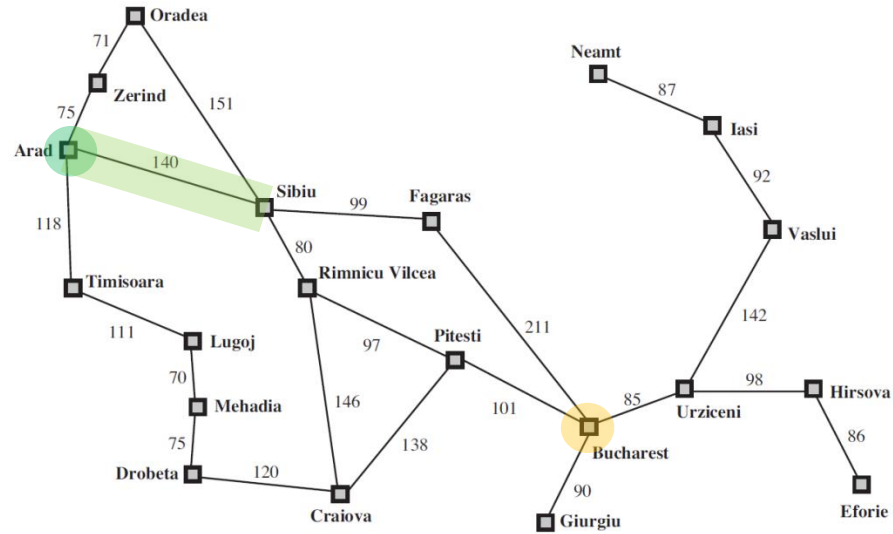 Oradea
71
Neamt
Zerind
87
151
75
Iasi
Arad
140
92
Sibiu
Fagaras
99
118
Vaslui
80
Timisoara
Rimnicu Vilcea
142
111
Lugoj
Pitesti
211
97
70
98
Hirsova
85
Mehadia
146
101
Urziceni
138
86
75
Bucharest
120
Drobeta
90
Eforie
Craiova
Giurgiu